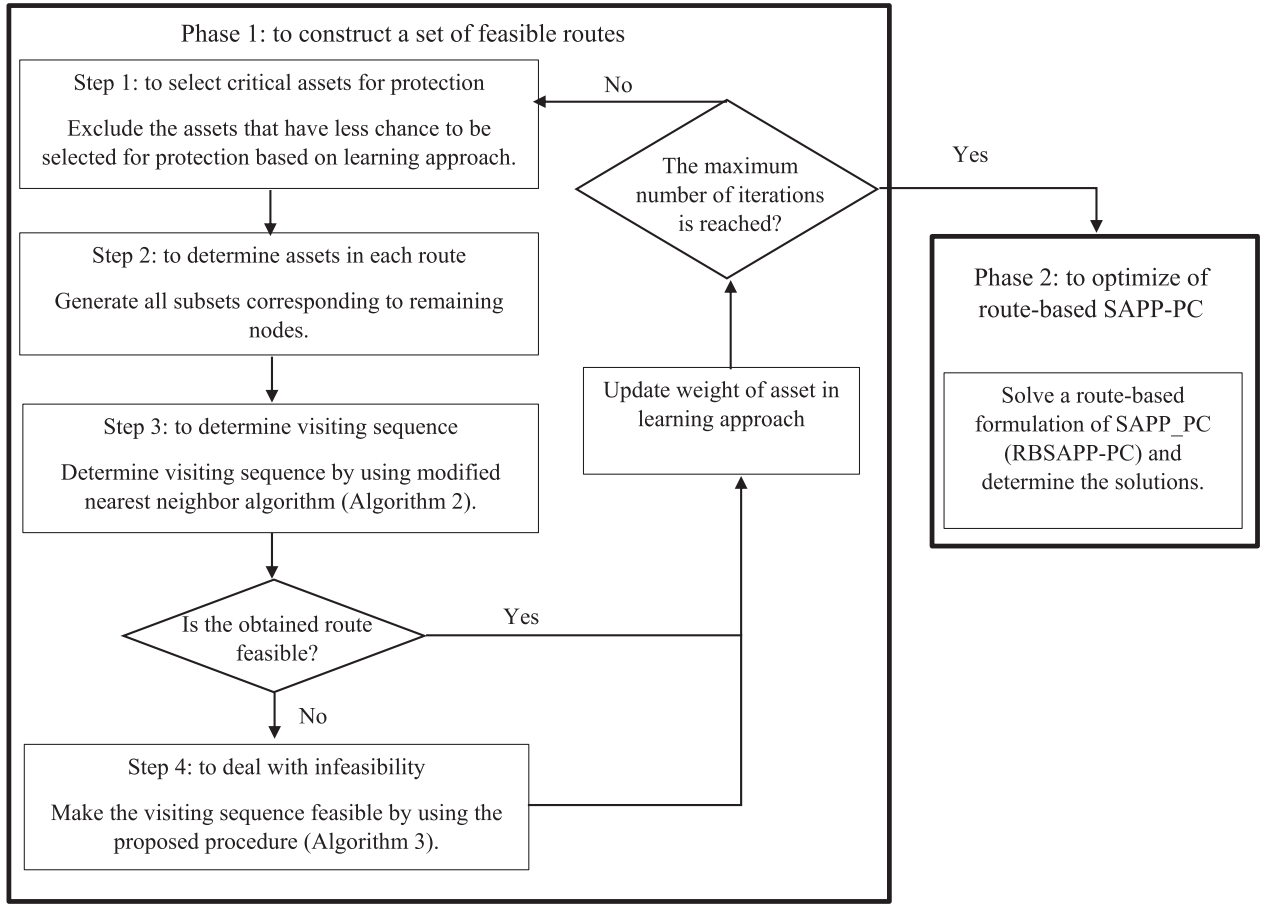 Phase 1: to construct a set of feasible routes
Step 1: to select critical assets for protection
Exclude the assets that have less chance to be
selected for protection based on learning approach.
Step 2: to determine assets in each route
Generate all subsets corresponding to remaining
nodes.
Step 3: to determine visiting sequence
Determine visiting sequence by using modified
nearest neighbor algorithm (Algorithm 2).
Is the obtained route
feasible?
Yes
No
Step 4: to deal with infeasibility
Make the visiting sequence feasible by using the
proposed procedure (Algorithm 3).
Update weight of asset in
learning approach
The maximum
number of iterations
is reached?
No
Yes
Phase 2: to optimize of
route-based SAPP-PC
Solve a route-based
formulation of SAPP_PC
(RBSAPP-PC) and
determine the solutions.